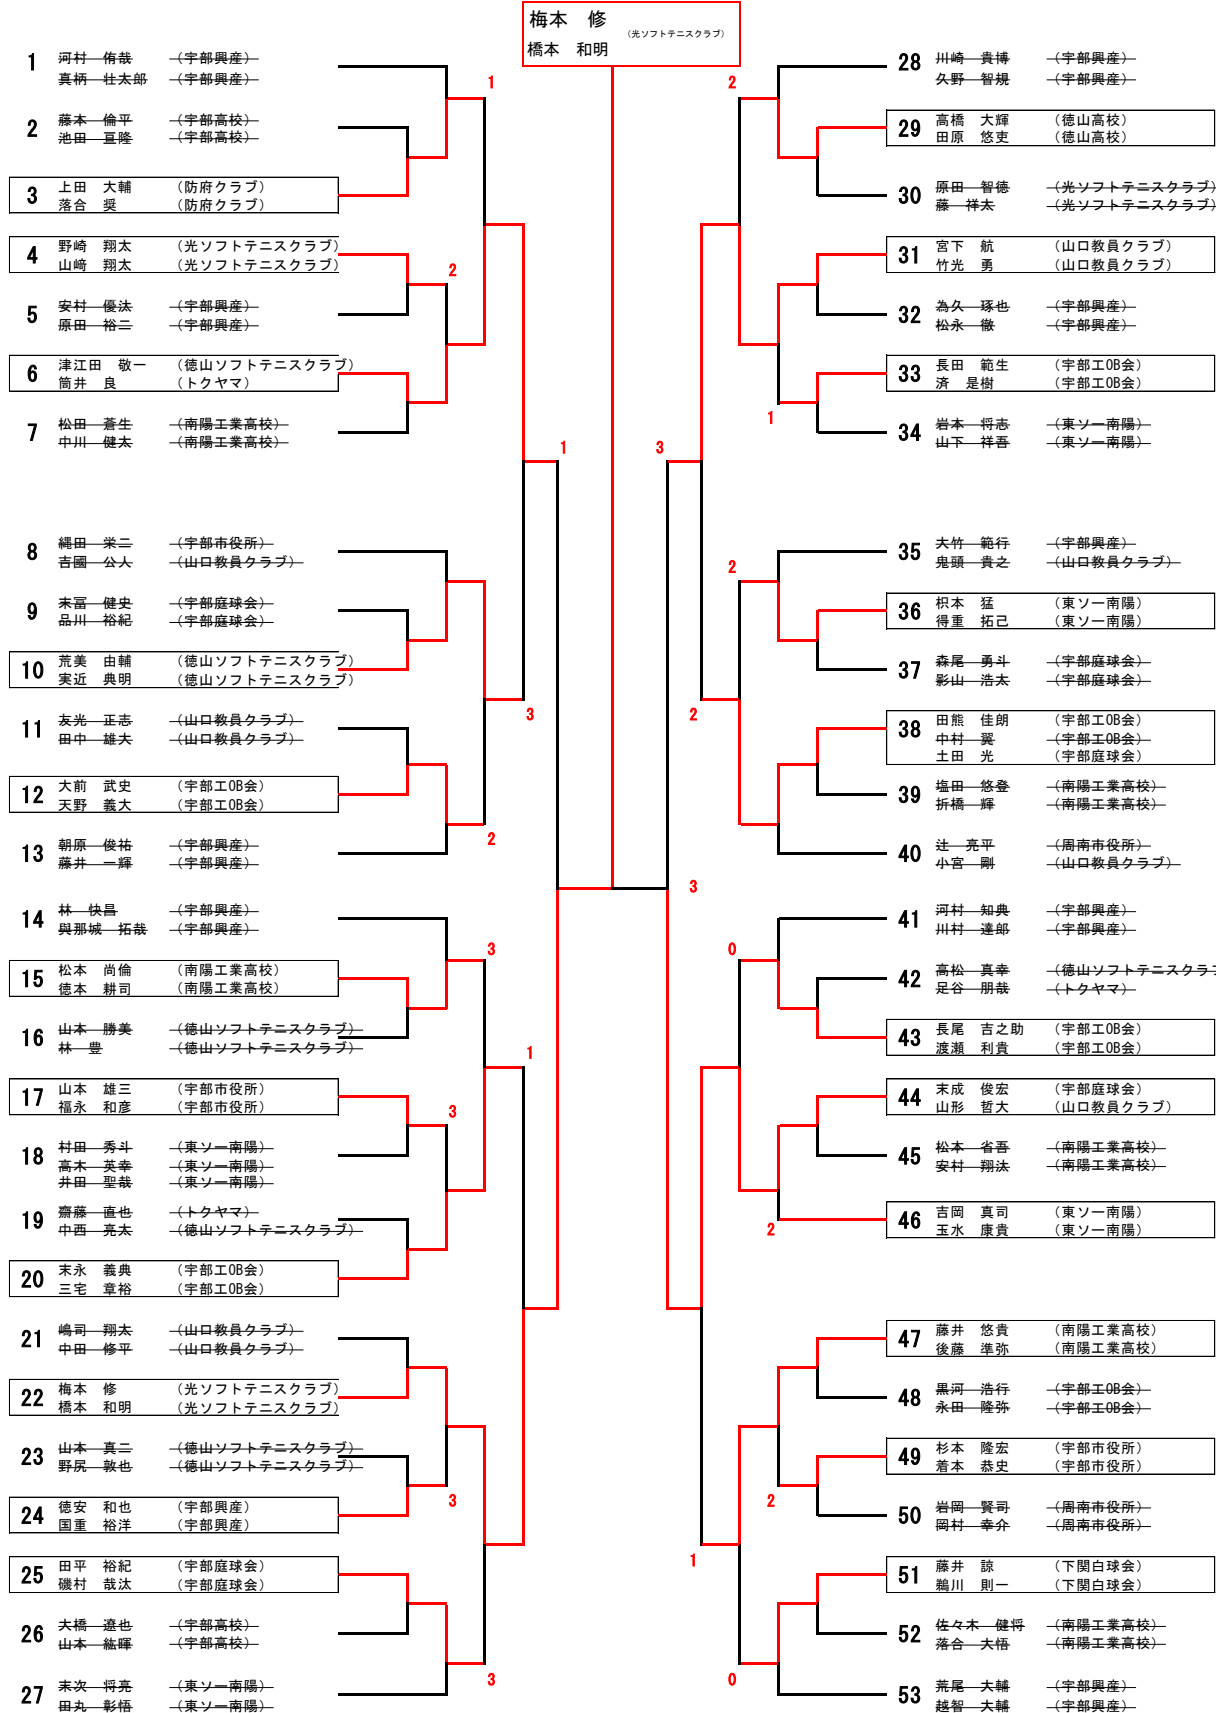 梅本 修
(光ソフトテニスクラブ)
橋本 和明
1 河村 侑哉 (宇部興産)
真柄 壮太郎 (宇部興産)
2 藤本 倫平 (宇部高校)
池田 亘隆 (宇部高校)
3 上田 大輔 (防府クラブ)
落合 奨 (防府クラブ)
4 野崎 翔太 (光ソフトテニスクラブ)
山﨑 翔太 (光ソフトテニスクラブ)
5 安村 優汰 (宇部興産)
原田 裕二 (宇部興産)
6 津江田 敬一 (徳山ソフトテニスクラブ)
筒井 良 (トクヤマ)
7 松田 蒼生 (南陽工業高校)
中川 健太 (南陽工業高校)
8 縄田 栄二 (宇部市役所)
吉國 公人 (山口教員クラブ)
9 末冨 健史 (宇部庭球会)
品川 裕紀 (宇部庭球会)
10 荒美 由輔 (徳山ソフトテニスクラブ)
実近 典明 (徳山ソフトテニスクラブ)
11 友光 正志 (山口教員クラブ)
田中 雄大 (山口教員クラブ)
12 大前 武史 (宇部工OB会)
天野 義大 (宇部工OB会)
13 朝原 俊祐 (宇部興産)
藤井 一輝 (宇部興産)
14 林 快昌 (宇部興産)
與那城 拓哉 (宇部興産)
15 松本 尚倫 (南陽工業高校)
徳本 耕司 (南陽工業高校)
16 山本 勝美 (徳山ソフトテニスクラブ)
林 豊 (徳山ソフトテニスクラブ)
17 山本 雄三 (宇部市役所)
福永 和彦 (宇部市役所)
18 村田 秀斗 (東ソー南陽)
高木 英幸 (東ソー南陽)
井田 聖哉 (東ソー南陽)
19 齋藤 直也 (トクヤマ)
中西 亮太 (徳山ソフトテニスクラブ)
20 末永 義典 (宇部工OB会)
三宅 章裕 (宇部工OB会)
21 嶋司 翔太 (山口教員クラブ)
中田 修平 (山口教員クラブ)
22 梅本 修 (光ソフトテニスクラブ)
橋本 和明 (光ソフトテニスクラブ)
23 山本 真二 (徳山ソフトテニスクラブ)
野尻 敦也 (徳山ソフトテニスクラブ)
24 徳安 和也 (宇部興産)
国重 裕洋 (宇部興産)
25 田平 裕紀 (宇部庭球会)
磯村 哉汰 (宇部庭球会)
26 大橋 遼也 (宇部高校)
山本 紘暉 (宇部高校)
27 末次 将亮 (東ソー南陽)
田丸 彰悟 (東ソー南陽)
1
2
1
3
2
3
1
3
3
3
2
1
3
2
2
3
0
2
2
1
0
28 川崎 貴博 (宇部興産)
久野 智規 (宇部興産)
29 高橋 大輝 (徳山高校)
田原 悠吏 (徳山高校)
30 原田 智徳 (光ソフトテニスクラブ)
藤 祥太 (光ソフトテニスクラブ)
31 宮下 航 (山口教員クラブ)
竹光 勇 (山口教員クラブ)
32 為久 琢也 (宇部興産)
松永 徹 (宇部興産)
33 長田 範生 (宇部工OB会)
済 是樹 (宇部工OB会)
34 岩本 将志 (東ソー南陽)
山下 祥吾 (東ソー南陽)
35 大竹 範行 (宇部興産)
鬼頭 貴之 (山口教員クラブ)
36 枳本 猛 (東ソー南陽)
得重 拓己 (東ソー南陽)
37 森尾 勇斗 (宇部庭球会)
影山 浩太 (宇部庭球会)
38 田熊 佳朗 (宇部工OB会)
中村 翼 (宇部工OB会)
土田 光 (宇部庭球会)
39 塩田 悠登 (南陽工業高校)
折橋 輝 (南陽工業高校)
40 辻 亮平 (周南市役所)
小宮 剛 (山口教員クラブ)
41 河村 知典 (宇部興産)
川村 達郎 (宇部興産)
42 高松 真幸 (徳山ソフトテニスクラブ
足谷 朋哉 (トクヤマ)
43 長尾 吉之助 (宇部工OB会)
渡瀬 利貴 (宇部工OB会)
44 末成 俊宏 (宇部庭球会)
山形 哲大 (山口教員クラブ)
45 松本 省吾 (南陽工業高校)
安村 翔汰 (南陽工業高校)
46 吉岡 真司 (東ソー南陽)
玉水 康貴 (東ソー南陽)
47 藤井 悠貴 (南陽工業高校)
後藤 準弥 (南陽工業高校)
48 黒河 浩行 (宇部工OB会)
永田 隆弥 (宇部工OB会)
49 杉本 隆宏 (宇部市役所)
着本 恭史 (宇部市役所)
50 岩岡 賢司 (周南市役所)
岡村 幸介 (周南市役所)
51 藤井 諒 (下関白球会)
鵜川 則一 (下関白球会)
52 佐々木 健将 (南陽工業高校)
落合 大悟 (南陽工業高校)
53 荒尾 大輔 (宇部興産)
越智 大輔 (宇部興産)